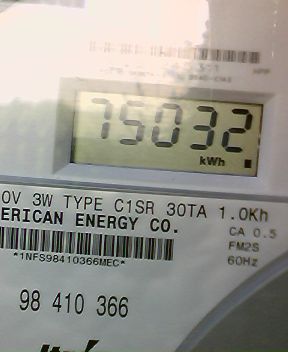 75032
kWh
0V 3W TYPE C1SR 30TA 1.0Kh
ERICAN ENERGY CO.
CA 0.5
FM2S
60Hz
*1NFS98410366MEC*
98 410 366